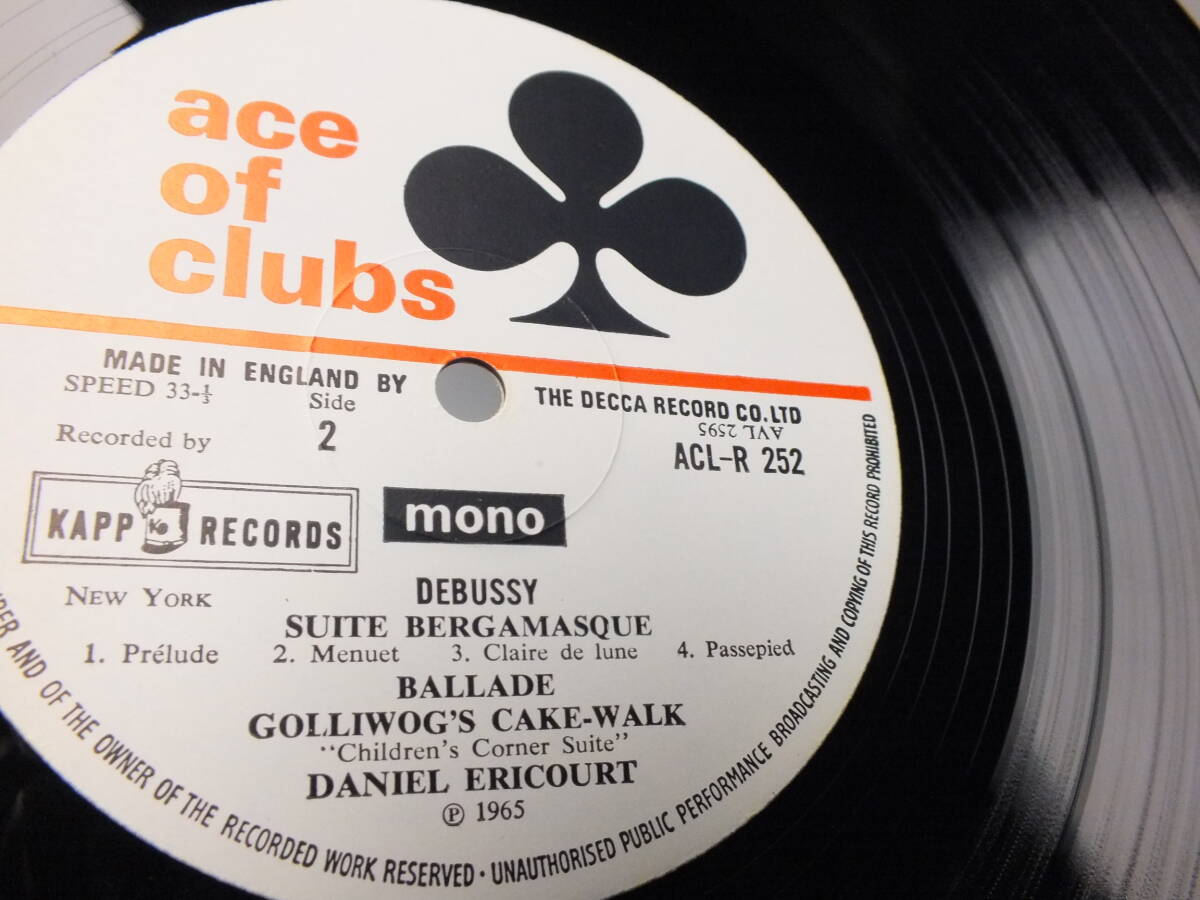 ace
of
clubs
MADE IN ENGLAND BY
THE DECCA RECORD CO. LTD
SPEED 33-⅓
Side
2
AVL 2595
ACL-R 252
Recorded by
KAPP K RECORDS
NEW YORK
mono
DEBUSSY
SUITE BERGAMASQUE
1. Prélude 2. Menuet 3. Claire de lune 4. Passepied
BALLADE
GOLLIWOG'S CAKE-WALK
"Children's Corner Suite"
DANIEL ERICOURT
℗ 1965
AND OF THE OWNER OF THE RECORDED WORK RESERVED · UNAUTHORISED PUBLIC PERFORMANCE BROADCASTING AND COPYING OF THIS RECORD PROHIBITED